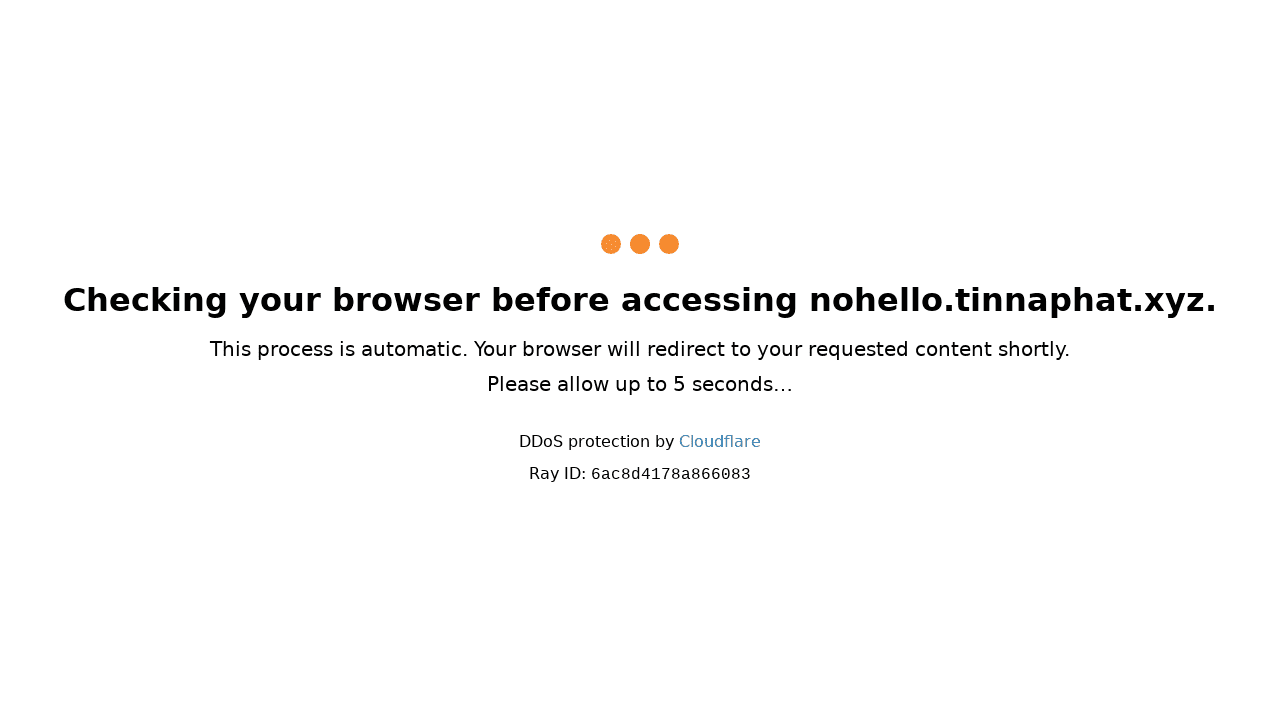 Checking your browser before accessing nohello.tinnaphat.xyz.
This process is automatic. Your browser will redirect to your requested content shortly.
Please allow up to 5 seconds…
DDoS protection by Cloudflare
Ray ID: 6ac8d4178a866083